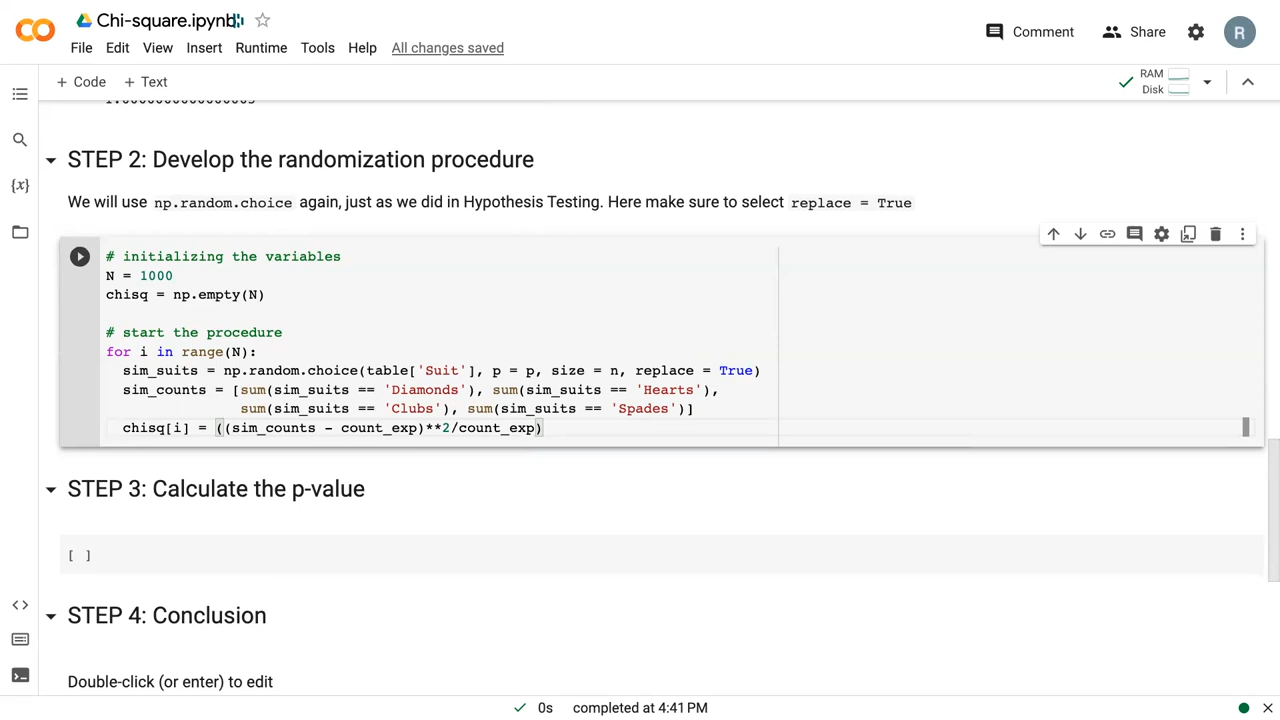 Chi-square.ipynb
File Edit View Insert Runtime Tools Help All changes saved
Comment Share R
+ Code + Text
RAM
Disk
STEP 2: Develop the randomization procedure
We will use np.random.choice again, just as we did in Hypothesis Testing. Here make sure to select replace = True
# initializing the variables
N = 1000
chisq = np.empty(N)
# start the procedure
for i in range(N):
sim_suits = np.random.choice(table['Suit'], p = p, size = n, replace = True)
sim_counts = [sum(sim_suits == 'Diamonds'), sum(sim_suits == 'Hearts'),
sum(sim_suits == 'Clubs'), sum(sim_suits == 'Spades')]
chisq[i] = ((sim_counts - count_exp)**2/count_exp)
STEP 3: Calculate the p-value
[ ]
STEP 4: Conclusion
Double-click (or enter) to edit
0s completed at 4:41 PM